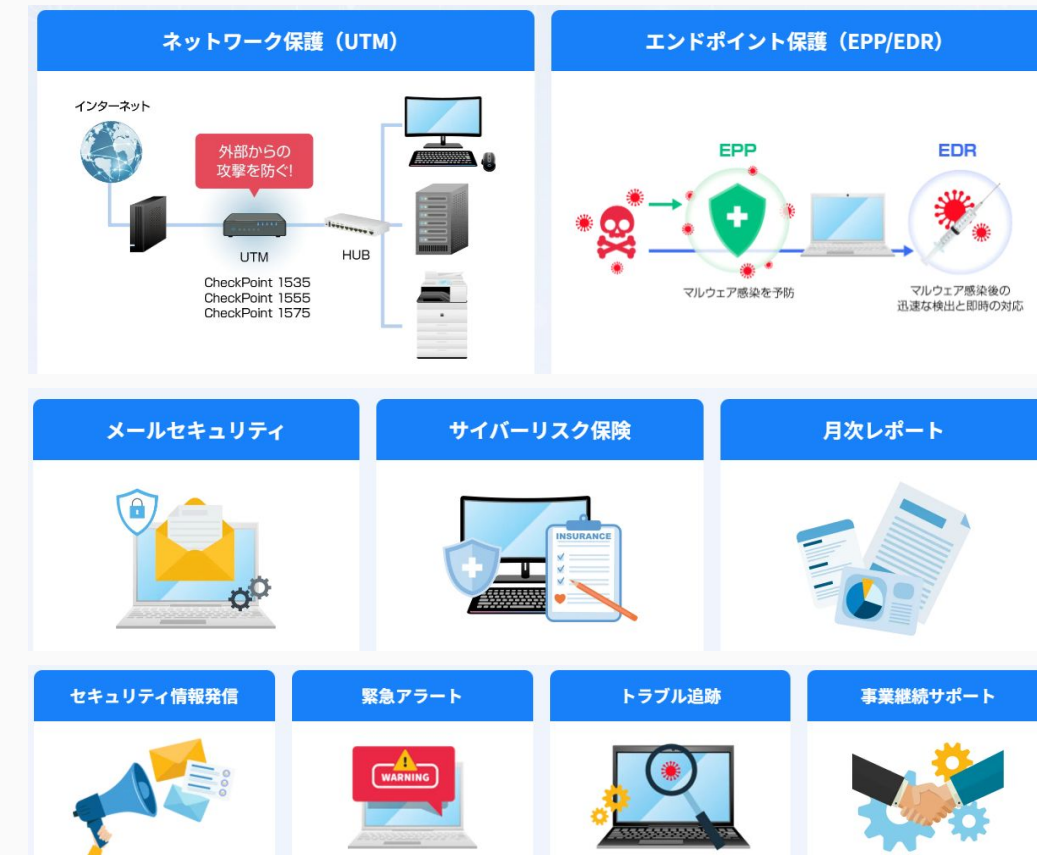 ネットワーク保護（UTM）
エンドポイント保護（EPP/EDR）
インターネット
外部からの
攻撃を防ぐ!
UTM
HUB
CheckPoint 1535
CheckPoint 1555
CheckPoint 1575
EPP
EDR
マルウェア感染を予防
マルウェア感染後の
迅速な検出と即時の対応
メールセキュリティ
サイバーリスク保険
月次レポート
INSURANCE
セキュリティ情報発信
緊急アラート
トラブル追跡
事業継続サポート
WARNING